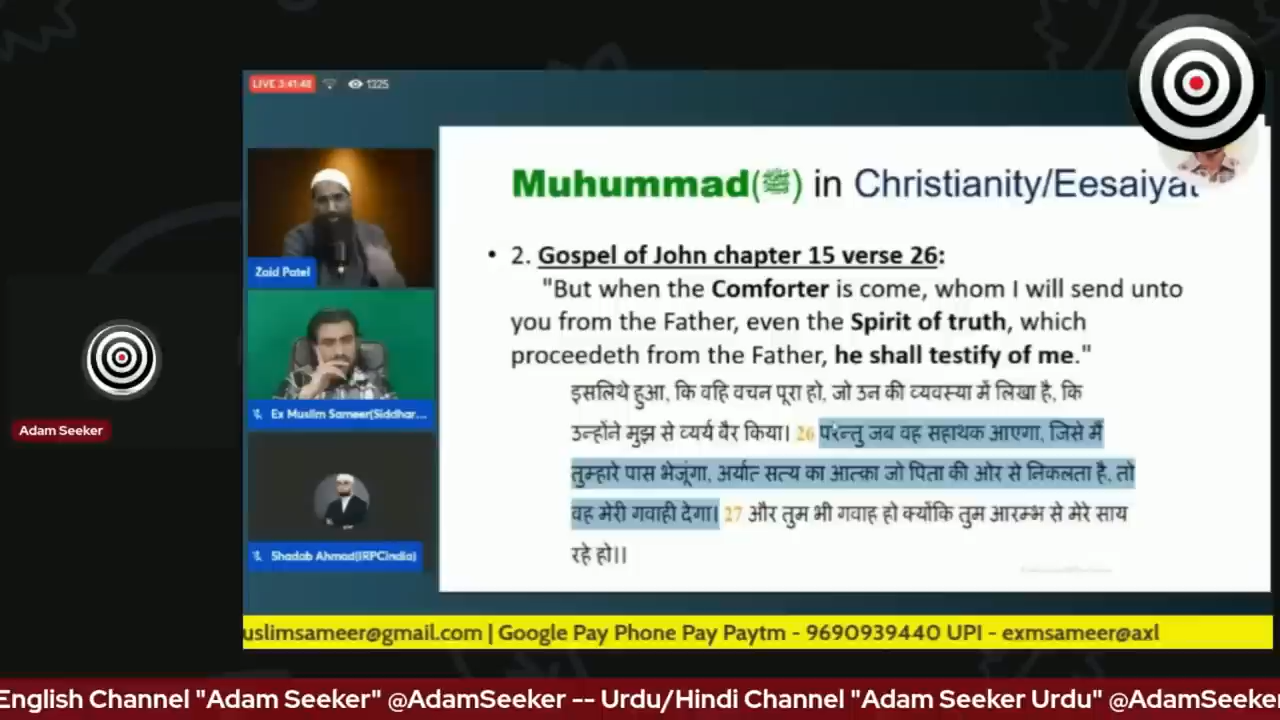 LIVE 3:41:48 1325
Muhummad(ﷺ) in Christianity/Eesaiyat
• 2. Gospel of John chapter 15 verse 26:
"But when the Comforter is come, whom I will send unto
you from the Father, even the Spirit of truth, which
proceedeth from the Father, he shall testify of me."
इसलिथे हुआ, कि वहि वचन पूरा हो, जो उन की व्यवस्या में लिखा है, कि
उन्होंने मुझ से व्यर्य बैर किया। 26 परन्तु जब वह सहाथक आएगा, जिसे मैं
तुम्हारे पास भेजूंगा, अर्यात सत्य का आत्क़ा जो पिता की ओर से निकलता है, तो
वह मेरी गवाही देगा। 27 और तुम भी गवाह हो क्योंकि तुम आरम्भ से मेरे साय
रहे हो।।
Zaid Patel
Ex Muslim Sameer(Siddhar...
Shadab Ahmad(IRPCindia)
Adam Seeker
uslimsameer@gmail.com | Google Pay Phone Pay Paytm - 9690939440 UPI - exmsameer@axl
English Channel "Adam Seeker" @AdamSeeker -- Urdu/Hindi Channel "Adam Seeker Urdu" @AdamSeeker